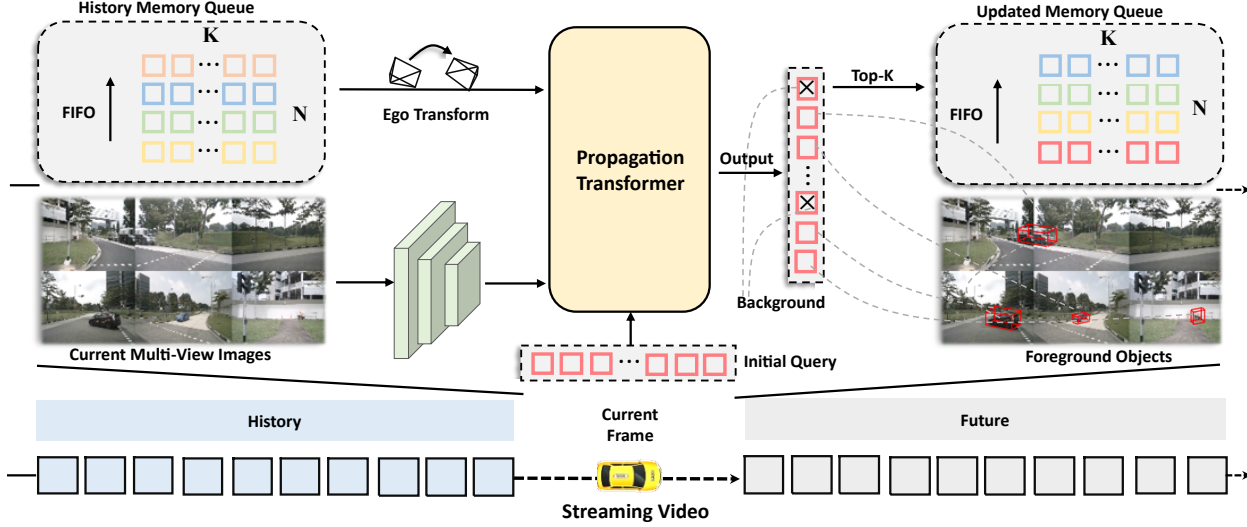 History Memory Queue
K
FIFO
N
Ego Transform
Propagation
Transformer
Output
Top-K
Updated Memory Queue
K
FIFO
N
Current Multi-View Images
Background
Initial Query
Foreground Objects
History
Current
Frame
Future
Streaming Video